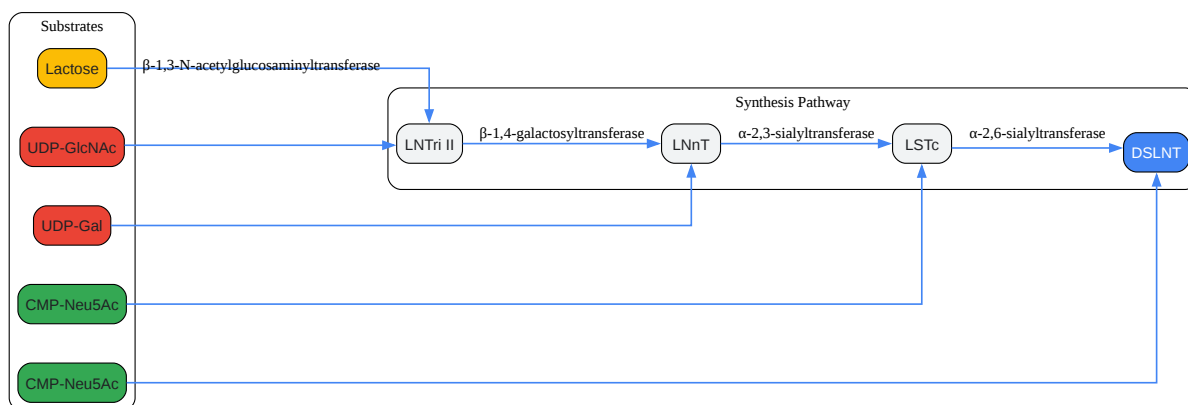 Substrates
Lactose
β-1,3-N-acetylglucosaminyltransferase
Synthesis Pathway
UDP-GlcNAc
LNTri II
β-1,4-galactosyltransferase
LNnT
α-2,3-sialyltransferase
LSTc
α-2,6-sialyltransferase
DSLNT
UDP-Gal
CMP-Neu5Ac
CMP-Neu5Ac